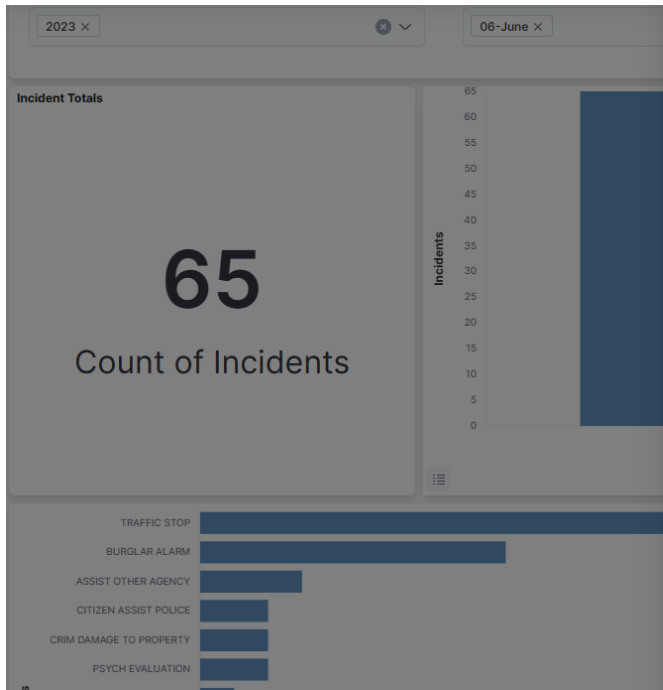 2023 ×
06-June ×
Incident Totals
65
Count of Incidents
Incidents
65
60
55
50
45
40
35
30
25
20
15
10
5
0
TRAFFIC STOP
BURGLAR ALARM
ASSIST OTHER AGENCY
CITIZEN ASSIST POLICE
CRIM DAMAGE TO PROPERTY
PSYCH EVALUATION